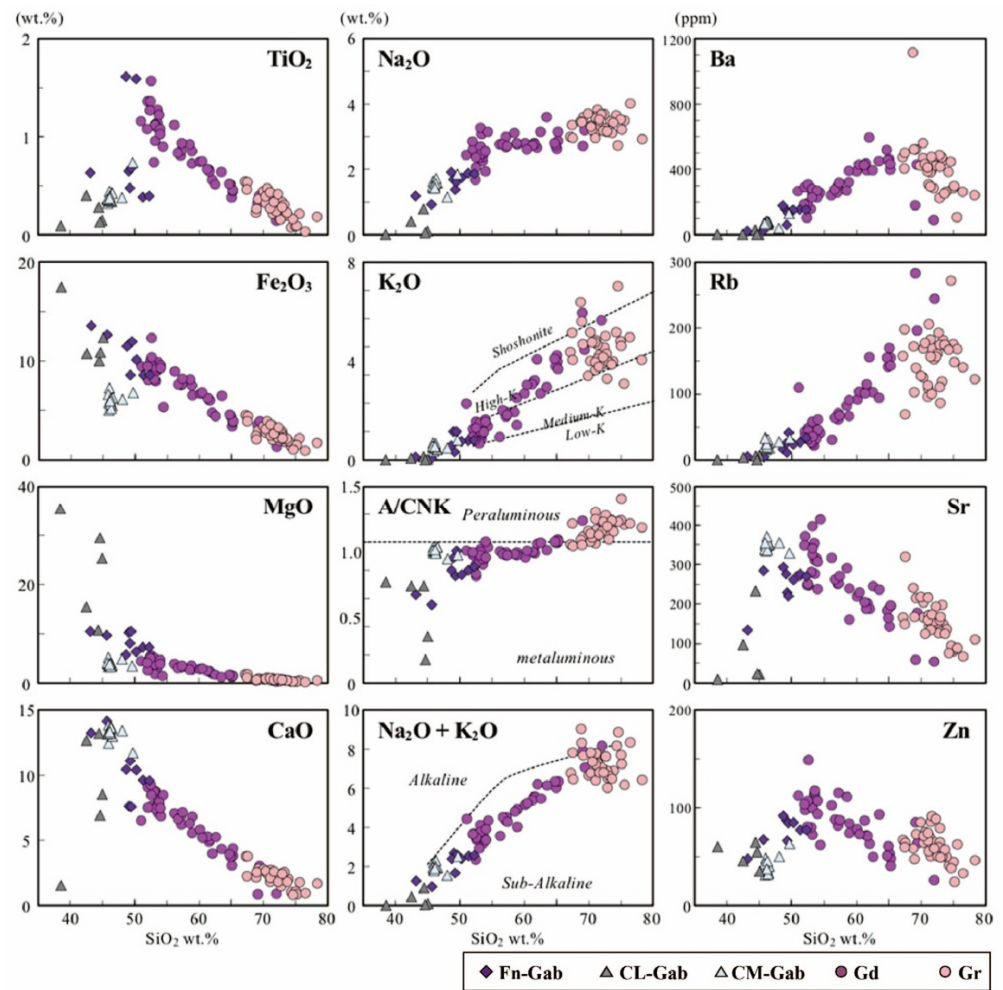 (wt.%) (wt.%) (ppm)
2 TiO₂ 6 Na₂O 1200 Ba
1000
4 800
1 600
2 400
200
0 0 0
15 Fe₂O₃ 8 K₂O 300 Rb
Shoshonite
10 200
4
High-K
5 100
Medium-K
Low-K
0 0 0
40 MgO 1.5 A/CNK 500 Sr
Peraluminous
400
1.0
300
20
200
0.5
metaluminous 100
0 0 0
15 CaO 10 Na₂O + K₂O 200 Zn
8
Alkaline
10
6
100
4
5
2 Sub-Alkaline
0 0 0
40 50 60 70 40 50 60 70 80 40 50 60 70 80
SiO₂ wt.% SiO₂ wt.% SiO₂ wt.%
Fn-Gab CL-Gab CM-Gab Gd Gr